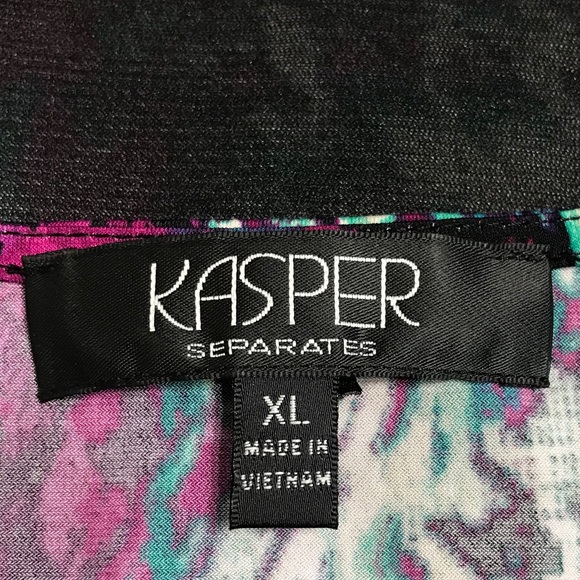 KASPER
SEPARATES
XL
MADE IN
VIETNAM